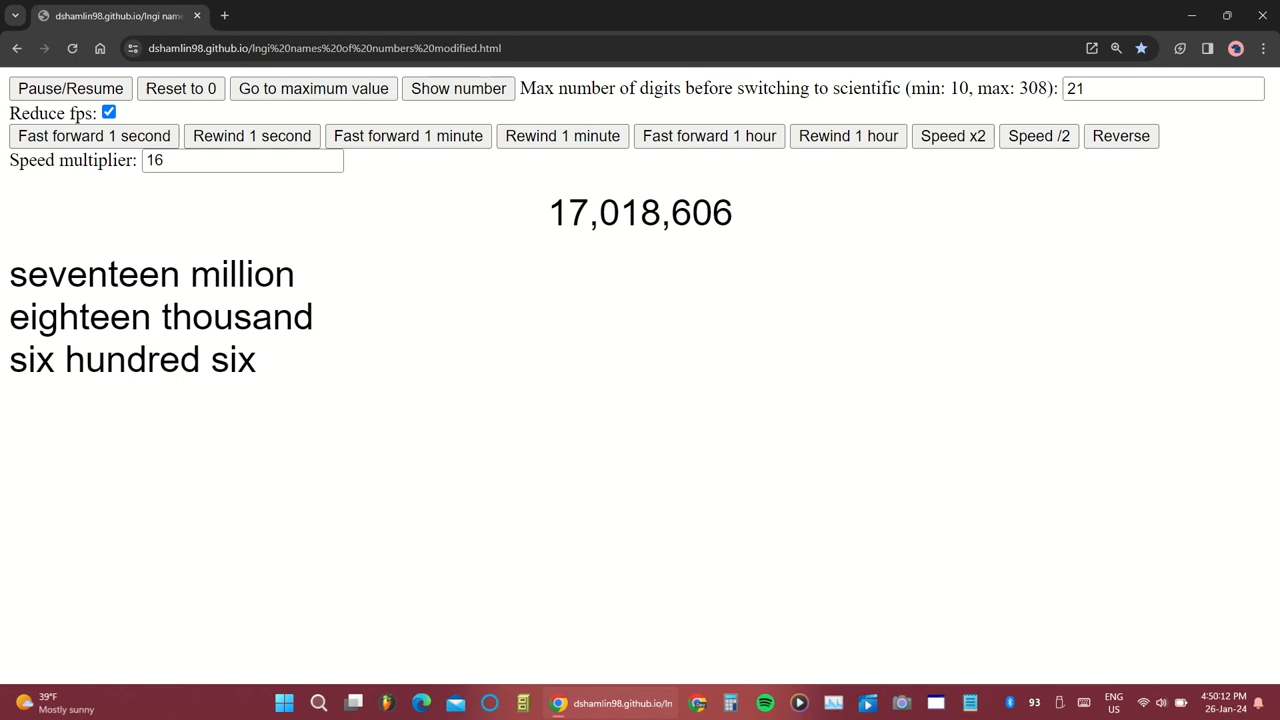 dshamlin98.github.io/lngi name
dshamlin98.github.io/lngi%20names%20of%20numbers%20modified.html
Pause/Resume Reset to 0 Go to maximum value Show number Max number of digits before switching to scientific (min: 10, max: 308): 21
Reduce fps:
Fast forward 1 second Rewind 1 second Fast forward 1 minute Rewind 1 minute Fast forward 1 hour Rewind 1 hour Speed x2 Speed /2 Reverse
Speed multiplier: 16
17,018,606
seventeen million
eighteen thousand
six hundred six
39°F
Mostly sunny
dshamlin98.github.io/ln
93
ENG
US
4:50:12 PM
26-Jan-24